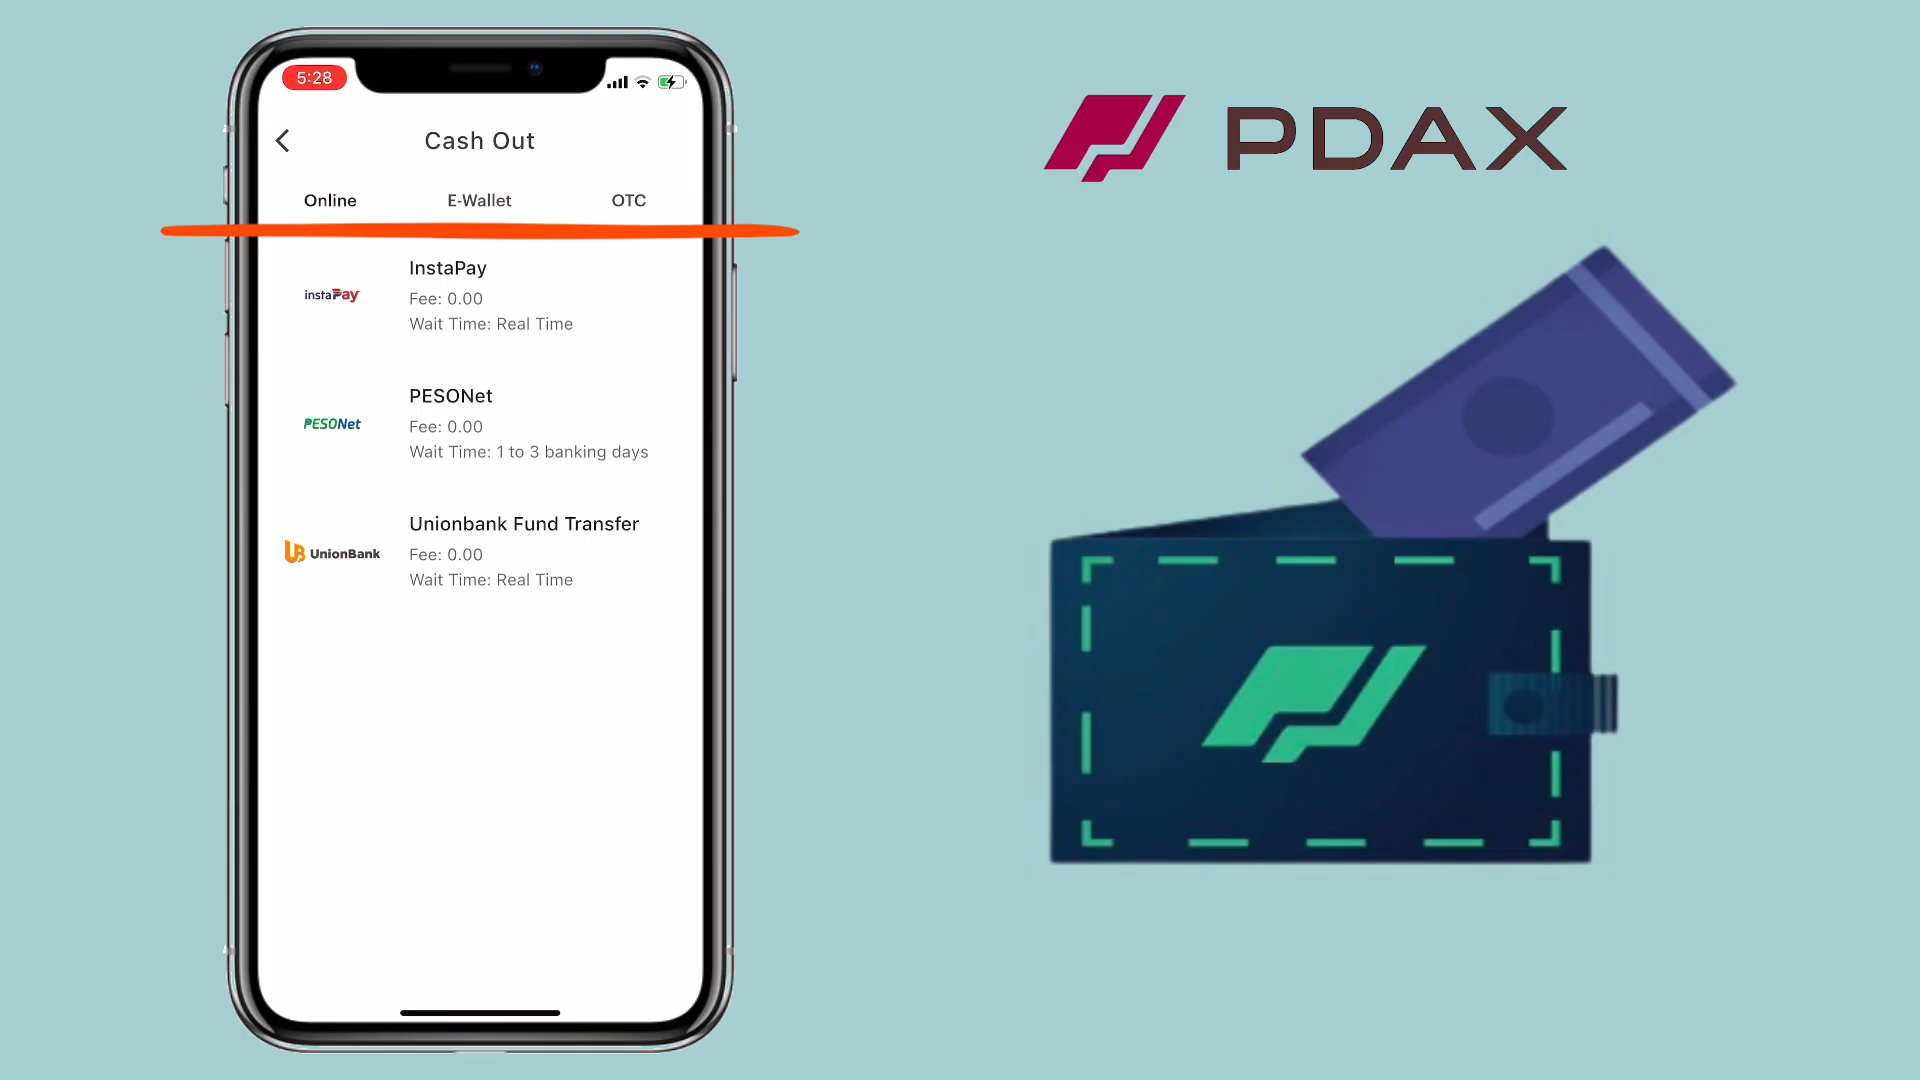 5:28
Cash Out
Online
E-Wallet
OTC
instaPay
InstaPay
Fee: 0.00
Wait Time: Real Time
PESONet
PESONet
Fee: 0.00
Wait Time: 1 to 3 banking days
UB UnionBank
Unionbank Fund Transfer
Fee: 0.00
Wait Time: Real Time
PDAX